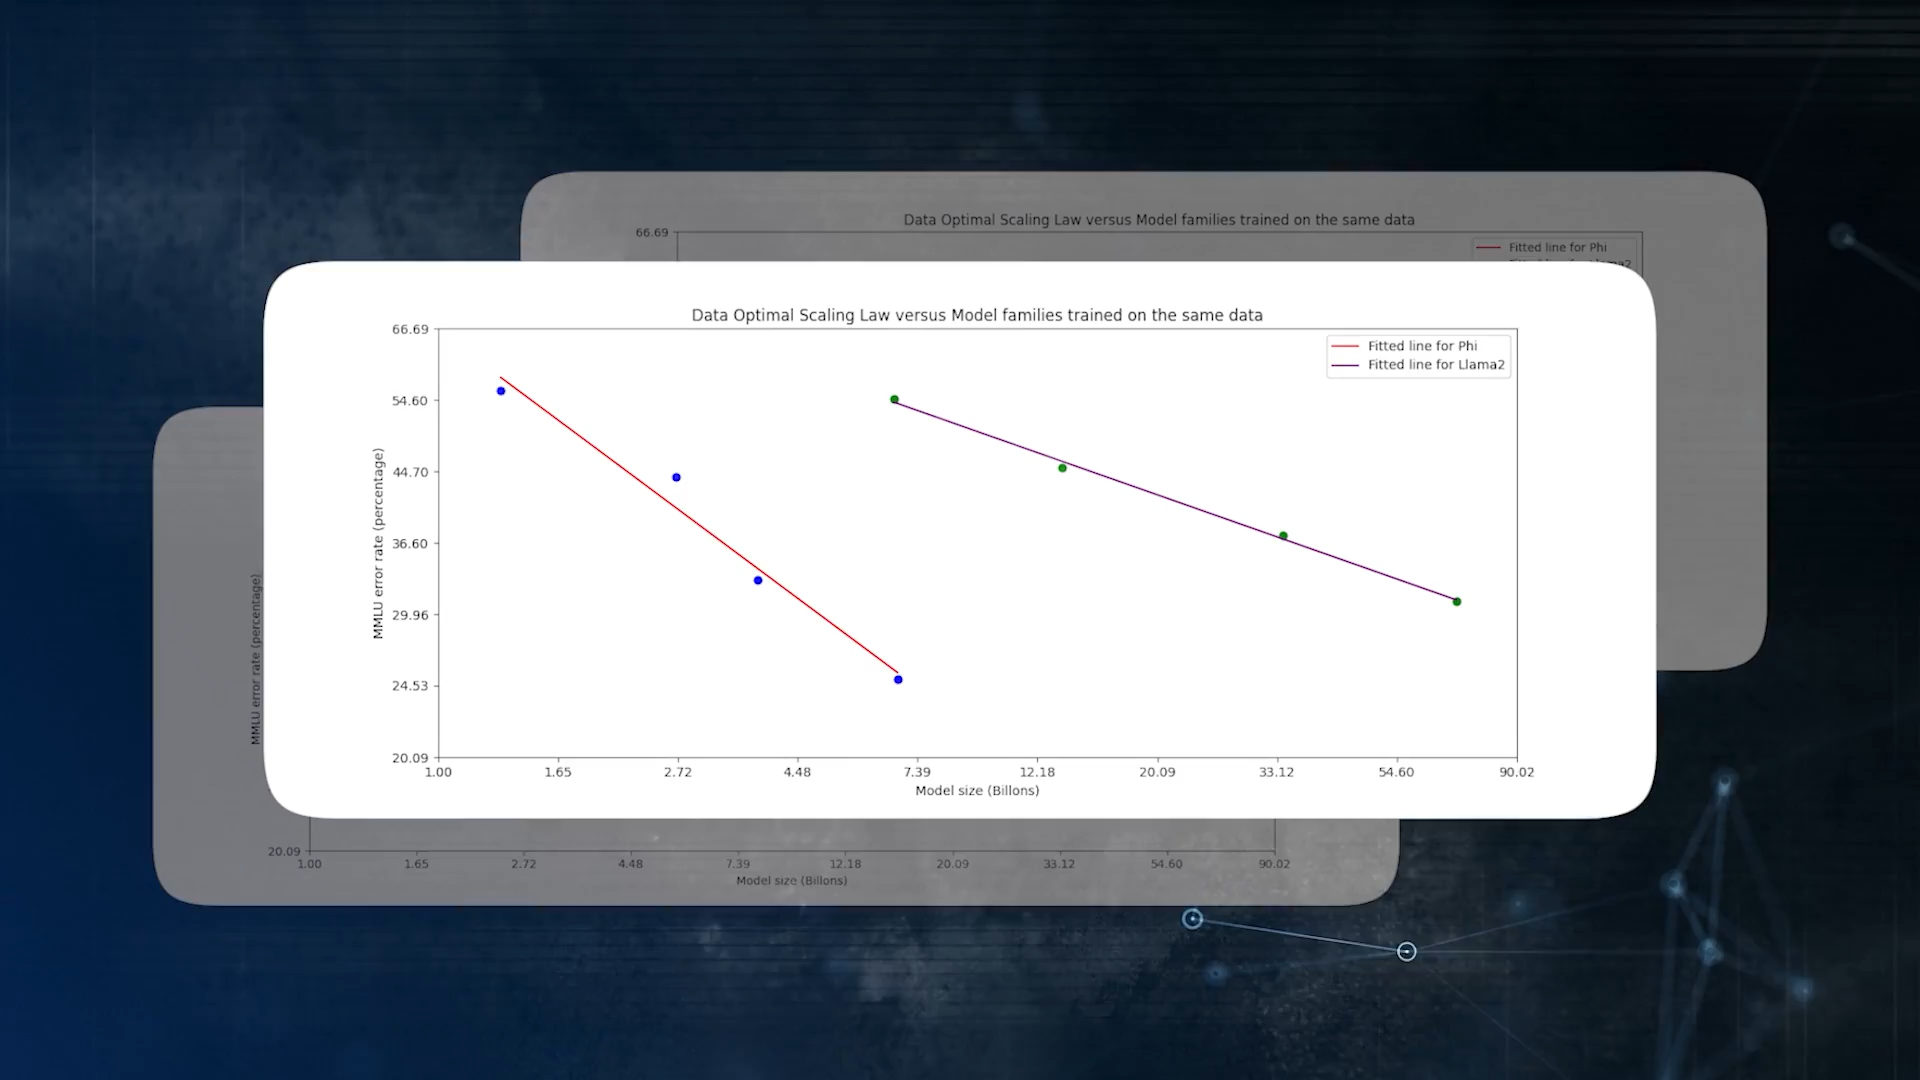 Data Optimal Scaling Law versus Model families trained on the same data
66.69
Fitted line for Phi
Data Optimal Scaling Law versus Model families trained on the same data
66.69
54.60
44.70
36.60
29.96
24.53
20.09
MMLU error rate (percentage)
Fitted line for Phi
Fitted line for Llama2
1.00 1.65 2.72 4.48 7.39 12.18 20.09 33.12 54.60 90.02
Model size (Billons)
MMLU error rate (percentage)
20.09
1.00 1.65 2.72 4.48 7.39 12.18 20.09 33.12 54.60 90.02
Model size (Billons)